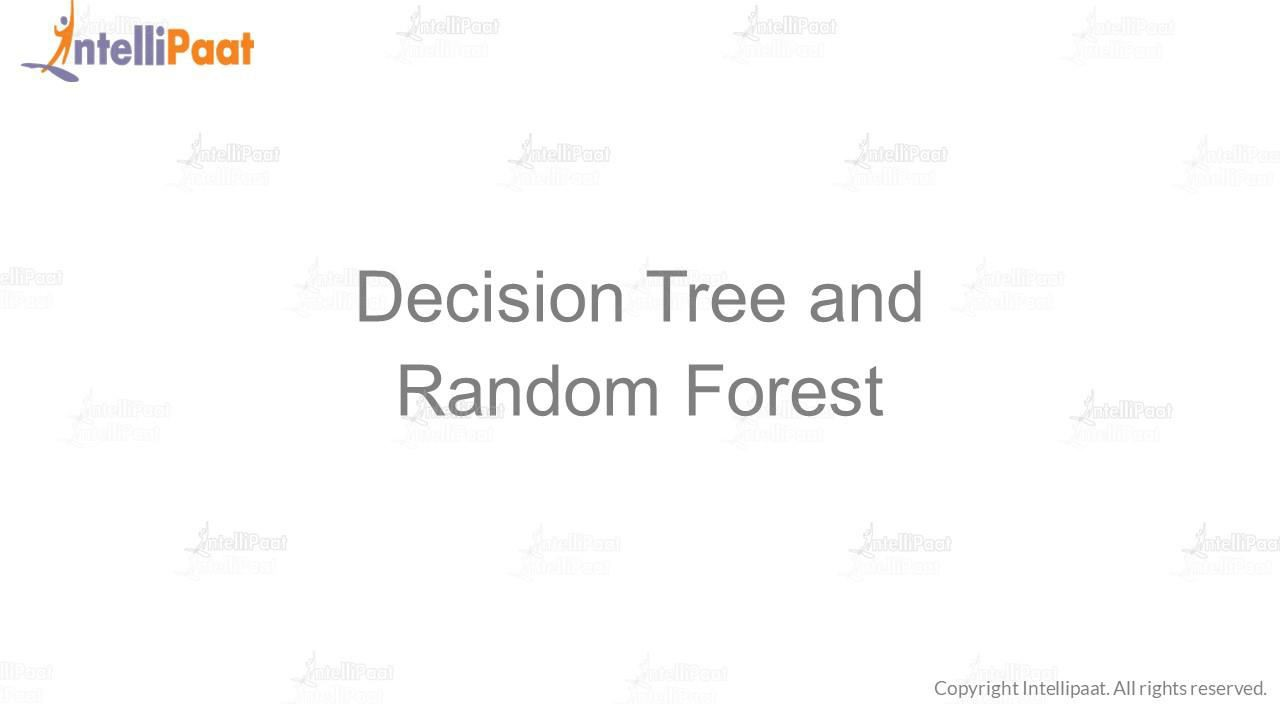 IntelliPaat
Decision Tree and
Random Forest
Copyright Intellipaat. All rights reserved.